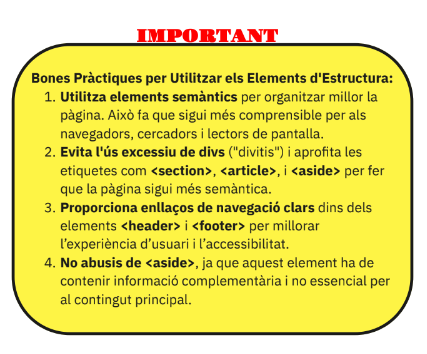 IMPORTANT
Bones Pràctiques per Utilitzar els Elements d'Estructura:
1. Utilitza elements semàntics per organitzar millor la
pàgina. Això fa que sigui més comprensible per als
navegadors, cercadors i lectors de pantalla.
2. Evita l'ús excessiu de divs ("divitis") i aprofita les
etiquetes com <section>, <article>, i <aside> per fer
que la pàgina sigui més semàntica.
3. Proporciona enllaços de navegació clars dins dels
elements <header> i <footer> per millorar
l’experiència d’usuari i l’accessibilitat.
4. No abusis de <aside>, ja que aquest element ha de
contenir informació complementària i no essencial per
al contingut principal.